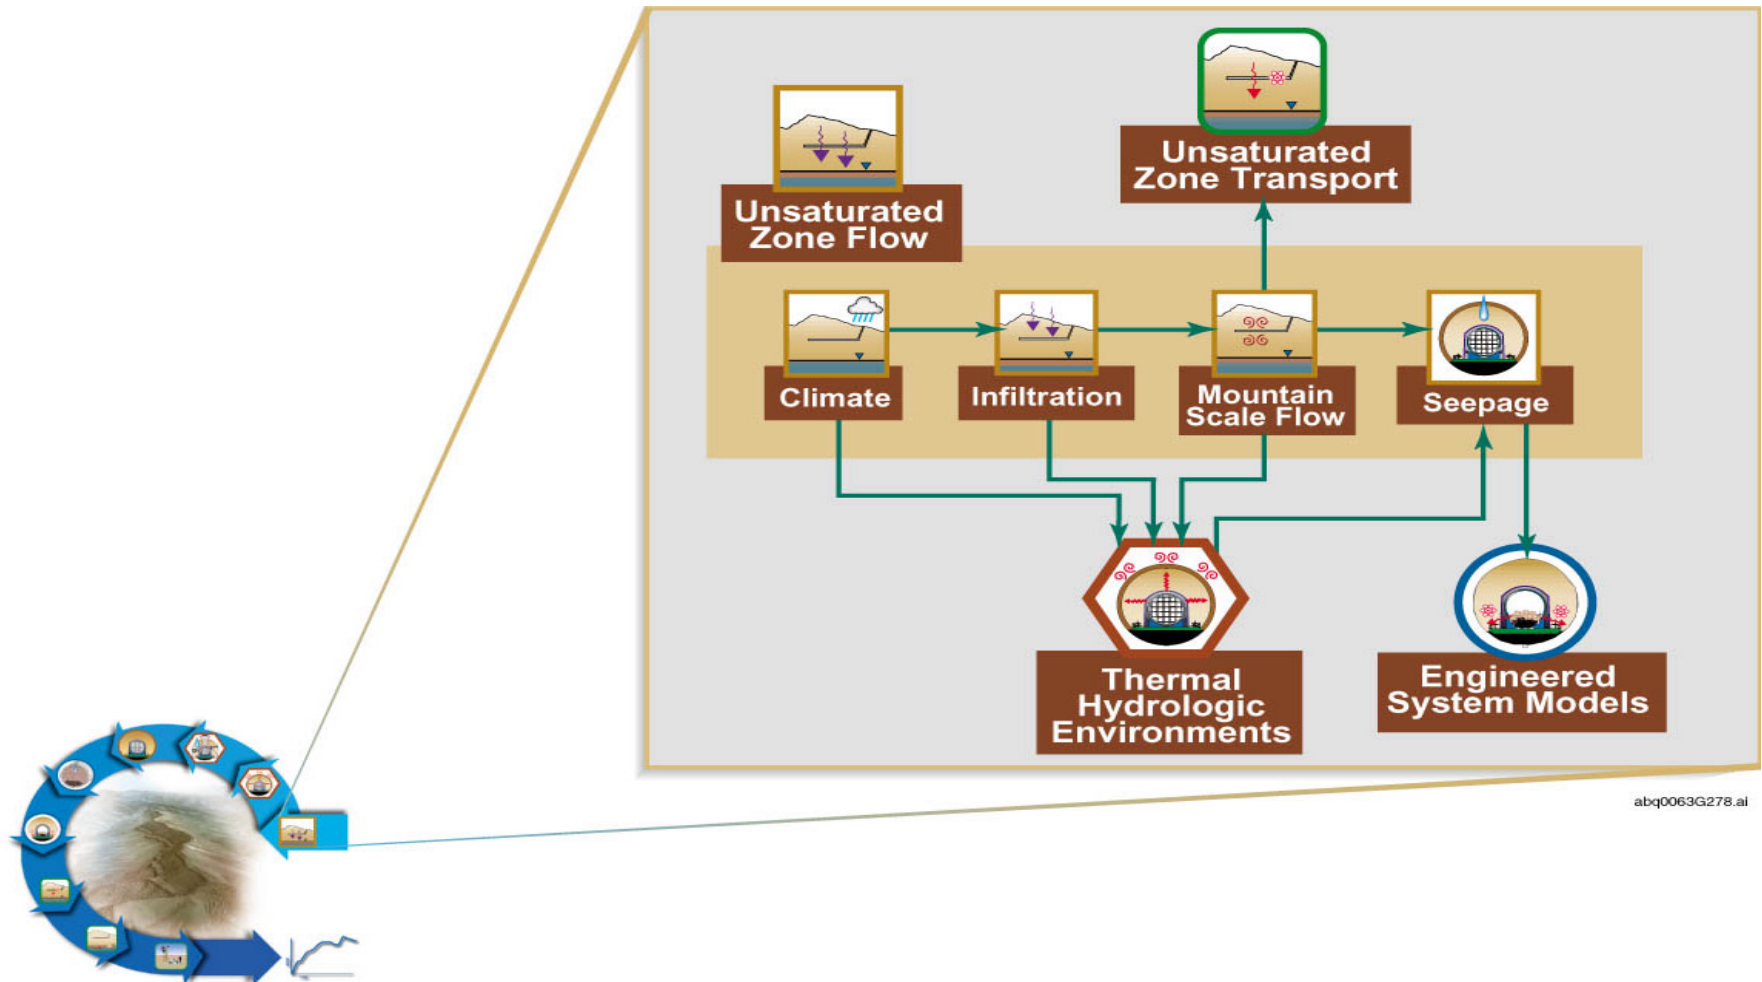 Unsaturated
Zone Transport
Unsaturated
Zone Flow
Climate
Infiltration
Mountain
Scale Flow
Seepage
Thermal
Hydrologic
Environments
Engineered
System Models
abq0063G278.ai